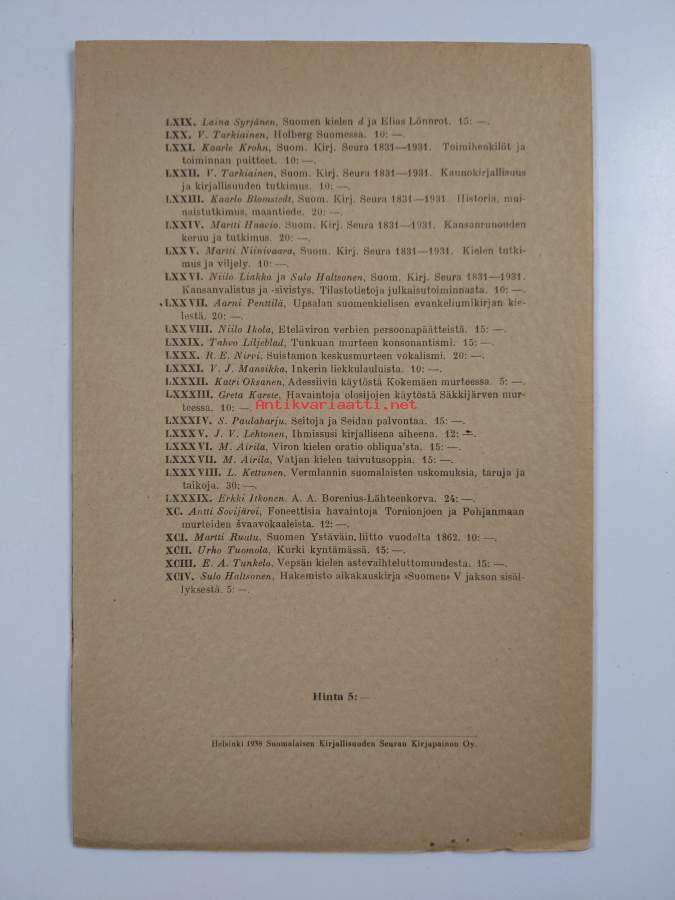 LXIX. Laina Syrjänen, Suomen kielen d ja Elias Lönnrot. 15: —.
LXX. V. Tarkiainen, Holberg Suomessa. 10: —.
LXXI. Kaarle Krohn, Suom. Kirj. Seura 1831—1931. Toimihenkilöt ja
toiminnan puitteet. 10: —.
LXXII. V. Tarkiainen, Suom. Kirj. Seura 1831—1931. Kaunokirjallisuus
ja kirjallisuuden tutkimus. 10: —.
LXXIII. Kaarlo Blomstedt, Suom. Kirj. Seura 1831—1931. Historia, mui-
naistutkimus, maantiede. 20: —.
LXXIV. Martti Haavio, Suom. Kirj. Seura 1831—1931. Kansanrunouden
keruu ja tutkimus. 20: —.
LXXV. Martti Niinivaara, Suom. Kirj. Seura 1831—1931. Kielen tutki-
mus ja viljely. 10: —.
LXXVI. Niilo Liakka ja Sulo Haltsonen, Suom. Kirj. Seura 1831—1931.
Kansanvalistus ja -sivistys. Tilastotietoja julkaisutoiminnasta. 10: —.
LXXVII. Aarni Penttilä, Upsalan suomenkielisen evankeliumikirjan kie-
lestä. 20: —.
LXXVIII. Niilo Ikola, Eteläviron verbien persoonapäätteistä. 15: —.
LXXIX. Tahvo Liljeblad, Tunkuan murteen konsonantismi. 15: —.
LXXX. R. E. Nirvi, Suistamon keskusmurteen vokalismi. 20: —.
LXXXI. V. J. Mansikka, Inkerin liekkulauluista. 10: —.
LXXXII. Katri Oksanen, Adessiivin käytöstä Kokemäen murteessa. 5: —.
LXXXIII. Greta Karste, Havaintoja olosijojen käytöstä Säkkijärven mur-
teessa. 10: —.
Antikvariaatti.net
LXXXIV. S. Paulaharju, Seitoja ja Seidan palvontaa. 15: —.
LXXXV. J. V. Lehtonen, Ihmissusi kirjallisena aiheena. 12: —.
LXXXVI. M. Airila, Viron kielen oratio obliqua'sta. 15: —.
LXXXVII. M. Airila, Vatjan kielen taivutusoppia. 15: —.
LXXXVIII. L. Kettunen, Vermlannin suomalaisten uskomuksia, taruja ja
taikoja. 30: —.
LXXXIX. Erkki Itkonen. A. A. Borenius-Lähteenkorva. 24: —.
XC. Antti Sovijärvi, Foneettisia havaintoja Tornionjoen ja Pohjanmaan
murteiden švaavokaaleista. 12: —.
XCI. Martti Ruutu, Suomen Ystäväin liitto vuodelta 1862. 10: —.
XCII. Urho Tuomola, Kurki kyntämässä. 15: —.
XCIII. E. A. Tunkelo, Vepsän kielen astevaihteluttomuudesta. 15: —.
XCIV. Sulo Haltsonen, Hakemisto aikakauskirja »Suomen» V jakson sisäl-
lyksestä. 5: —.
Hinta 5: —
Helsinki 1938 Suomalaisen Kirjallisuuden Seuran Kirjapainon Oy.